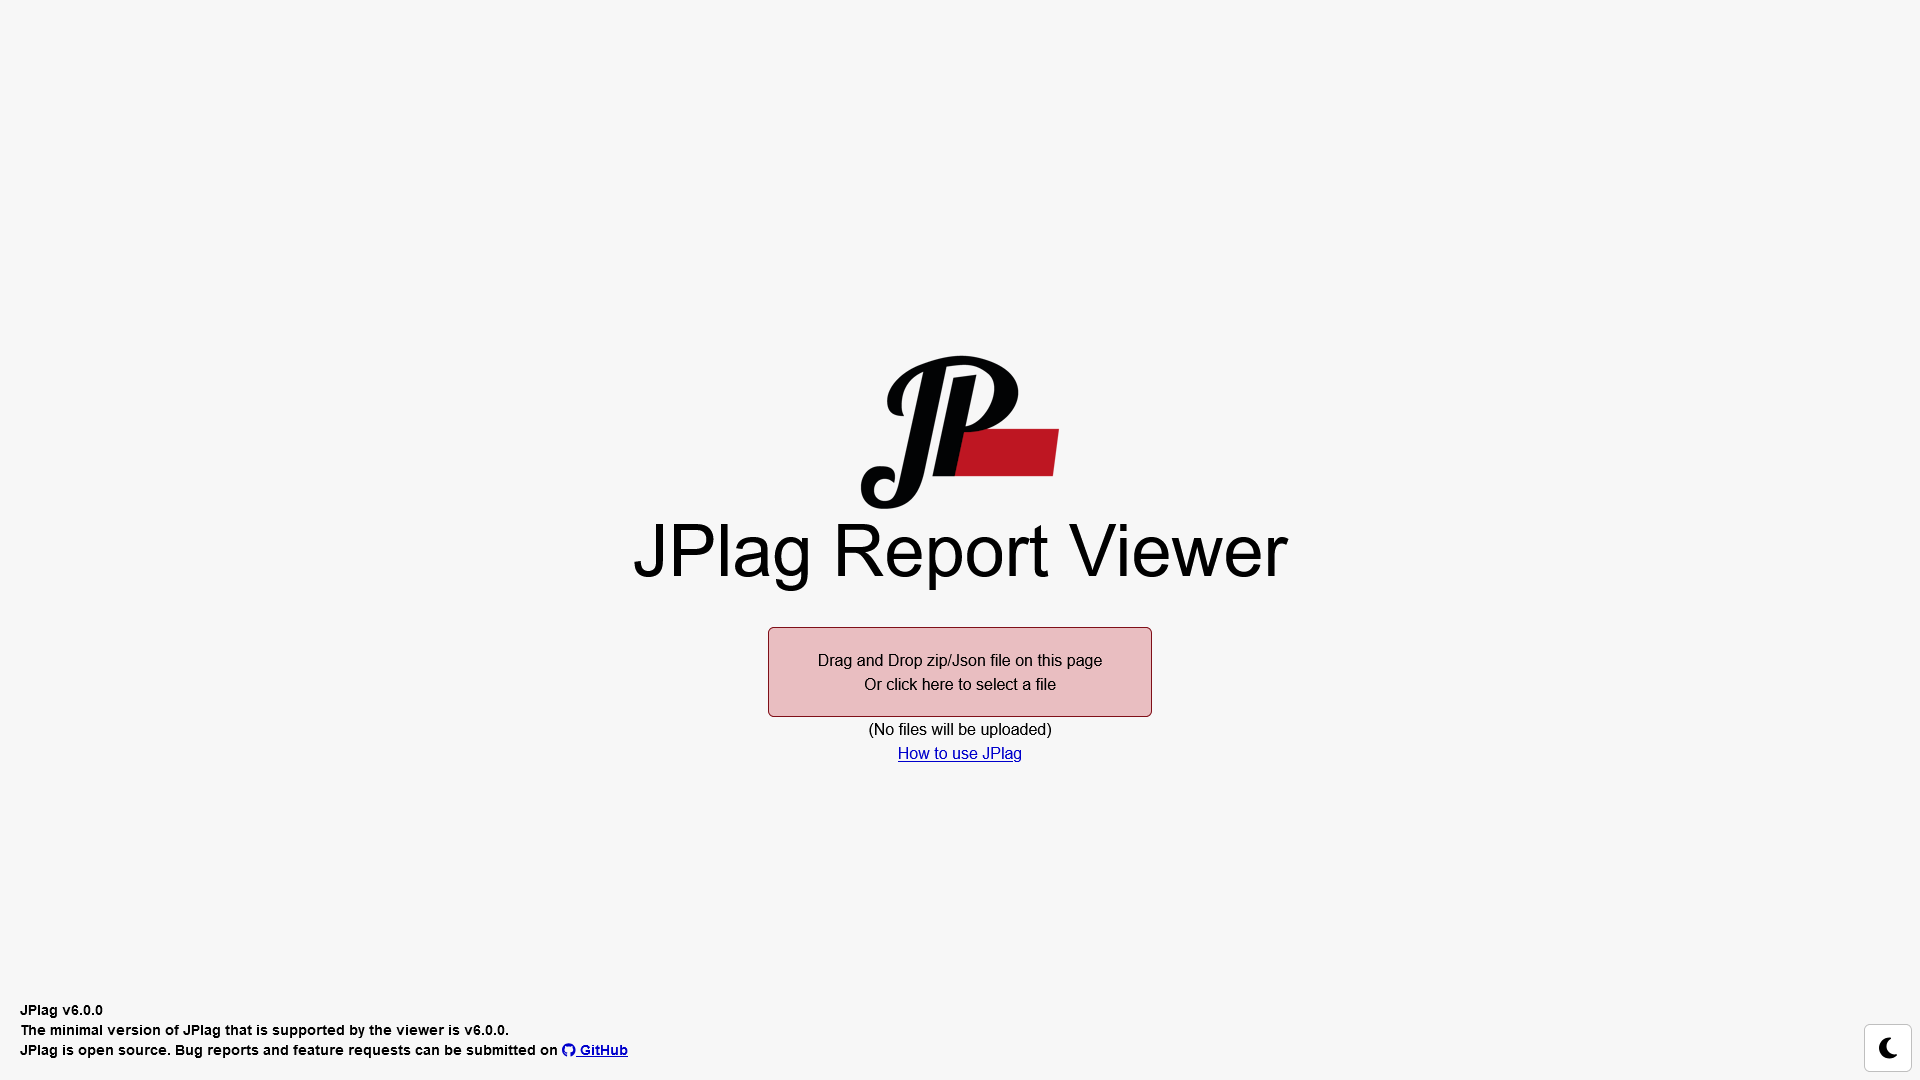 JP
JPlag Report Viewer
Drag and Drop zip/Json file on this page
Or click here to select a file
(No files will be uploaded)
How to use JPlag
JPlag v6.0.0
The minimal version of JPlag that is supported by the viewer is v6.0.0.
JPlag is open source. Bug reports and feature requests can be submitted on GitHub